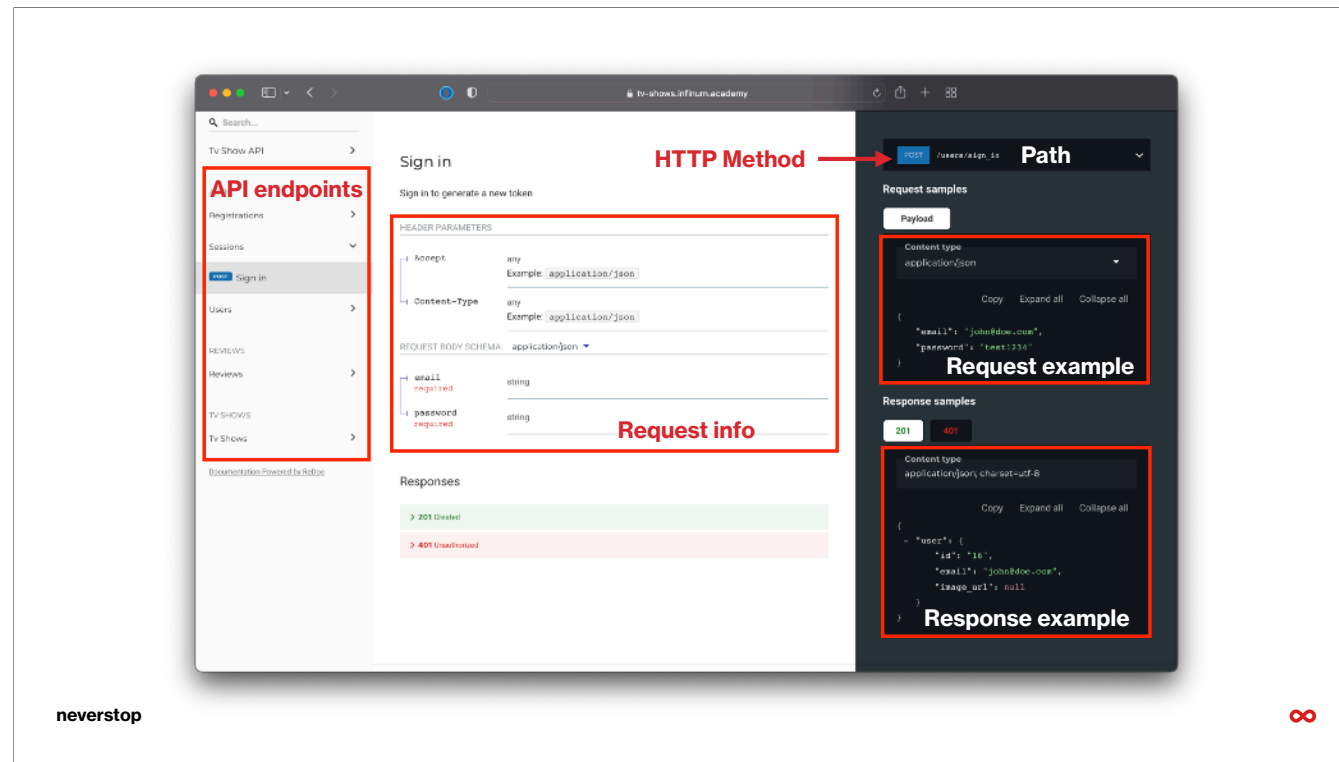 tv-shows.infinum.academy
Search...
Tv Show API
API endpoints
Registrations
Sessions
POST Sign in
Users
REVIEWS
Reviews
TV SHOWS
Tv Shows
Documentation Powered by ReDoc
Sign in
Sign in to generate a new token
HEADER PARAMETERS
Accept
any
Example: application/json
Content-Type
any
Example: application/json
REQUEST BODY SCHEMA: application/json
email
required
string
password
required
string
Request info
Responses
> 201 Created
> 401 Unauthorized
HTTP Method
POST /users/sign_in
Path
Request samples
Payload
Content type
application/json
Copy Expand all Collapse all
{
"email": "john@doe.com",
"password": "test1234"
}
Request example
Response samples
201 401
Content type
application/json; charset=utf-8
Copy Expand all Collapse all
{
- "user": {
"id": "16",
"email": "john@doe.com",
"image_url": null
}
}
Response example
neverstop